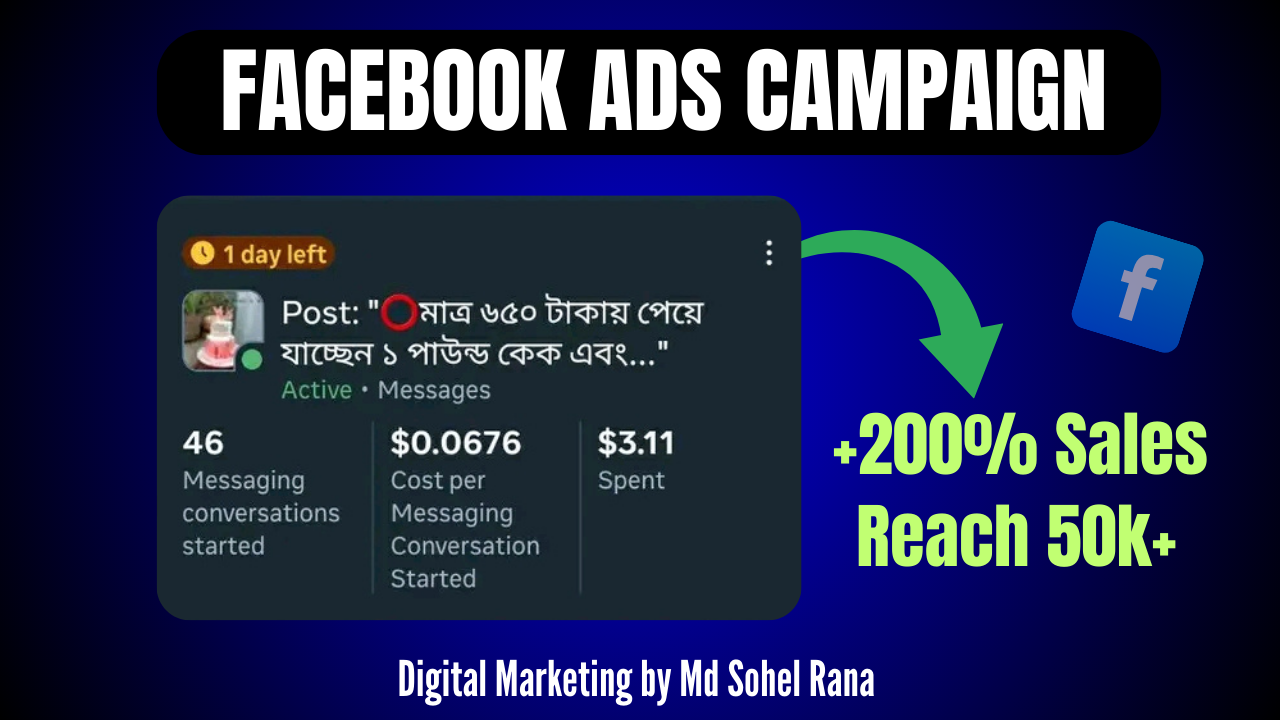 FACEBOOK ADS CAMPAIGN
1 day left
Post: "⭕মাত্র ৬৫০ টাকায় পেয়ে
যাচ্ছেন ১ পাউন্ড কেক এবং..."
Active • Messages
46
Messaging
conversations
started
$0.0676
Cost per
Messaging
Conversation
Started
$3.11
Spent
f
+200% Sales
Reach 50k+
Digital Marketing by Md Sohel Rana